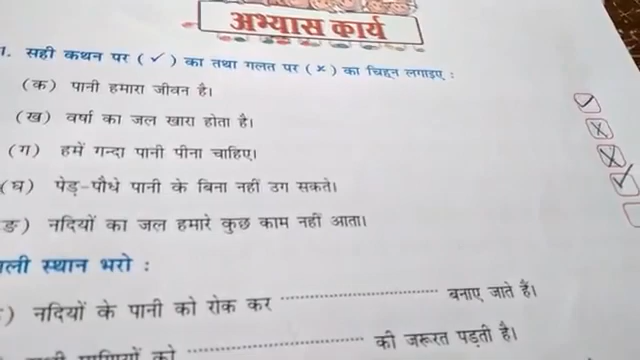 अभ्यास कार्य
1. सही कथन पर ( ✓ ) का तथा गलत पर ( × ) का चिह्न लगाइए :
(क) पानी हमारा जीवन है। ✓
(ख) वर्षा का जल खारा होता है। ×
(ग) हमें गन्दा पानी पीना चाहिए। ×
(घ) पेड़-पौधे पानी के बिना नहीं उग सकते। ✓
ङ) नदियों का जल हमारे कुछ काम नहीं आता।
स्थान भरो :
) नदियों के पानी को रोक कर .............................. बनाए जाते हैं।
को .............................. की जरूरत पड़ती है।